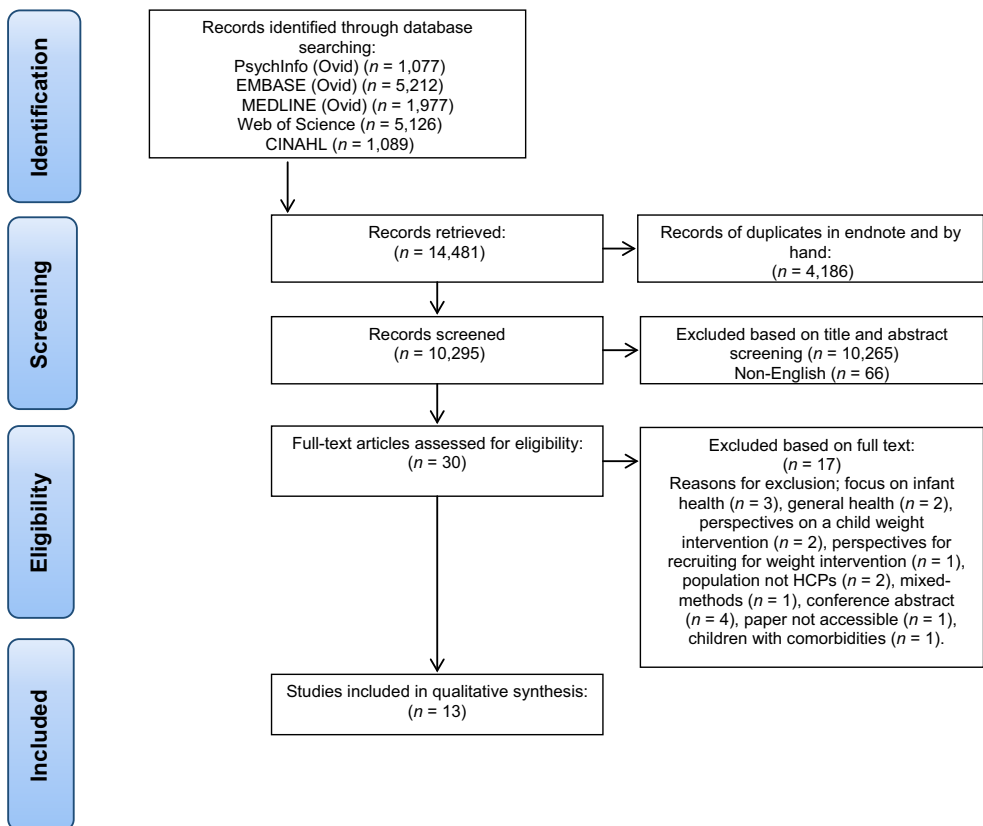 Identification
Records identified through database
searching:
PsychInfo (Ovid) (n = 1,077)
EMBASE (Ovid) (n = 5,212)
MEDLINE (Ovid) (n = 1,977)
Web of Science (n = 5,126)
CINAHL (n = 1,089)
Screening
Records retrieved:
(n = 14,481)
Records of duplicates in endnote and by
hand:
(n = 4,186)
Records screened
(n = 10,295)
Excluded based on title and abstract
screening (n = 10,265)
Non-English (n = 66)
Eligibility
Full-text articles assessed for eligibility:
(n = 30)
Excluded based on full text:
(n = 17)
Reasons for exclusion; focus on infant
health (n = 3), general health (n = 2),
perspectives on a child weight
intervention (n = 2), perspectives for
recruiting for weight intervention (n = 1),
population not HCPs (n = 2), mixed-
methods (n = 1), conference abstract
(n = 4), paper not accessible (n = 1),
children with comorbidities (n = 1).
Included
Studies included in qualitative synthesis:
(n = 13)